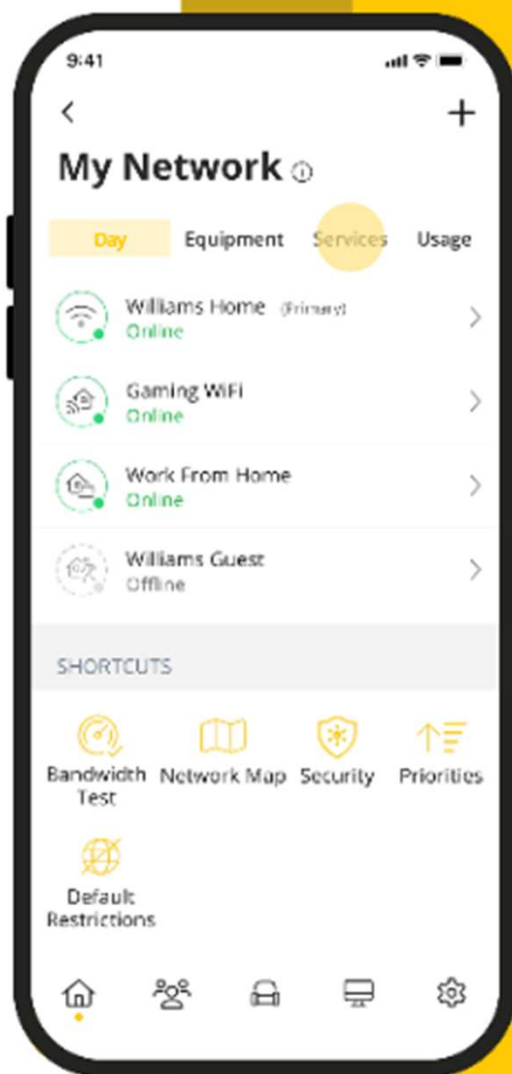 9:41
My Network
Day Equipment Services Usage
Williams Home (Primary)
Online
Gaming WiFi
Online
Work From Home
Online
Williams Guest
Offline
SHORTCUTS
Bandwidth Test
Network Map
Security
Priorities
Default
Restrictions